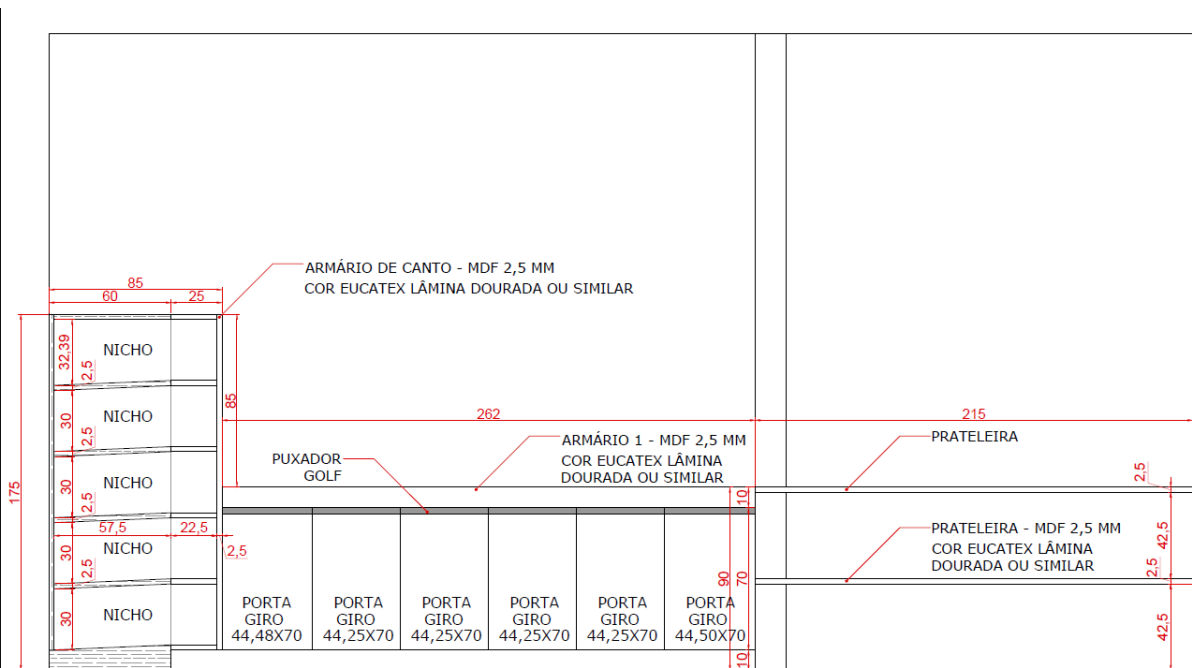 ARMÁRIO DE CANTO - MDF 2,5 MM
COR EUCATEX LÂMINA DOURADA OU SIMILAR
85
60
25
175
32,39
NICHO
2,5
30
NICHO
2,5
30
NICHO
2,5
57,5
22,5
2,5
30
NICHO
2,5
30
NICHO
85
262
215
PUXADOR
GOLF
ARMÁRIO 1 - MDF 2,5 MM
COR EUCATEX LÂMINA
DOURADA OU SIMILAR
PRATELEIRA
2,5
10
PRATELEIRA - MDF 2,5 MM
COR EUCATEX LÂMINA
DOURADA OU SIMILAR
42,5
2,5
90
70
42,5
10
PORTA
GIRO
44,48X70
PORTA
GIRO
44,25X70
PORTA
GIRO
44,25X70
PORTA
GIRO
44,25X70
PORTA
GIRO
44,25X70
PORTA
GIRO
44,50X70